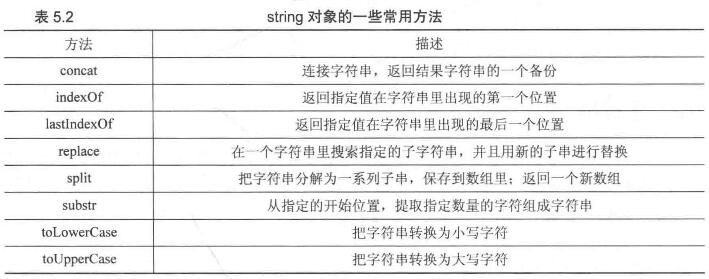 表 5.2 string 对象的一些常用方法
方法 描述
concat 连接字符串，返回结果字符串的一个备份
indexOf 返回指定值在字符串里出现的第一个位置
lastIndexOf 返回指定值在字符串里出现的最后一个位置
replace 在一个字符串里搜索指定的子字符串，并且用新的子串进行替换
split 把字符串分解为一系列子串，保存到数组里；返回一个新数组
substr 从指定的开始位置，提取指定数量的字符组成字符串
toLowerCase 把字符串转换为小写字符
toUpperCase 把字符串转换为大写字符